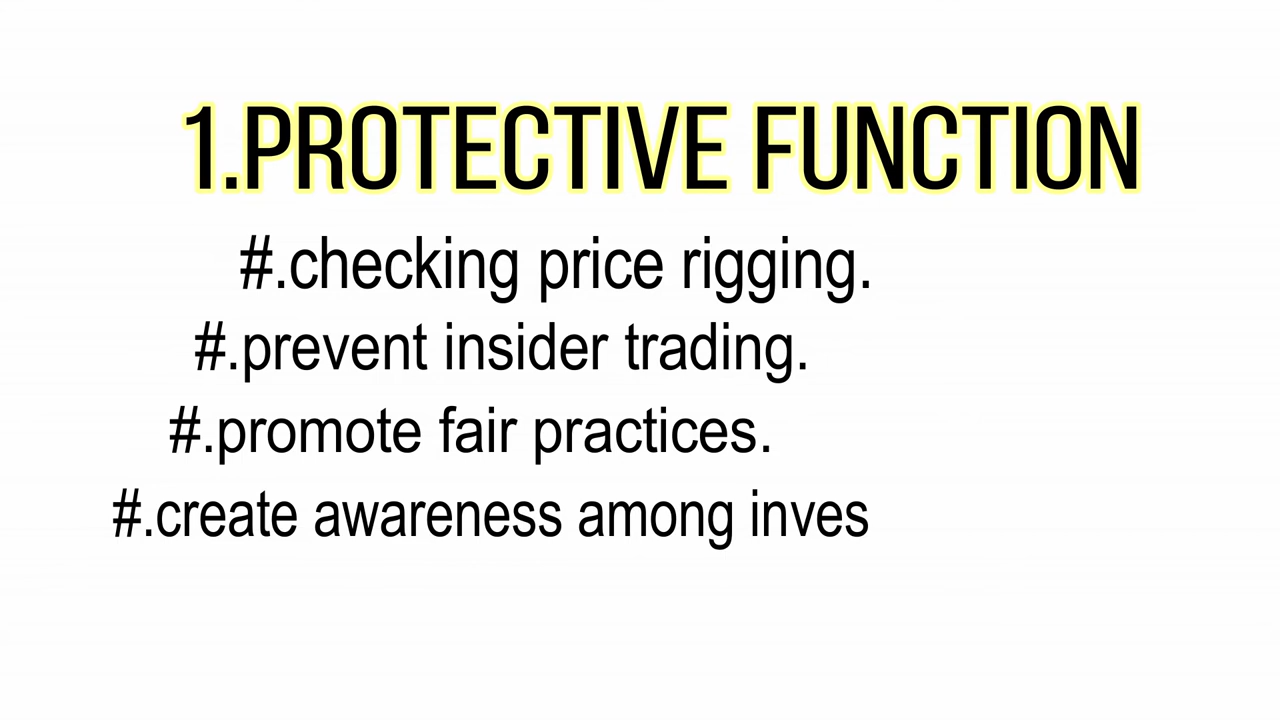 1.PROTECTIVE FUNCTION
#.checking price rigging.
#.prevent insider trading.
#.promote fair practices.
#.create awareness among inves